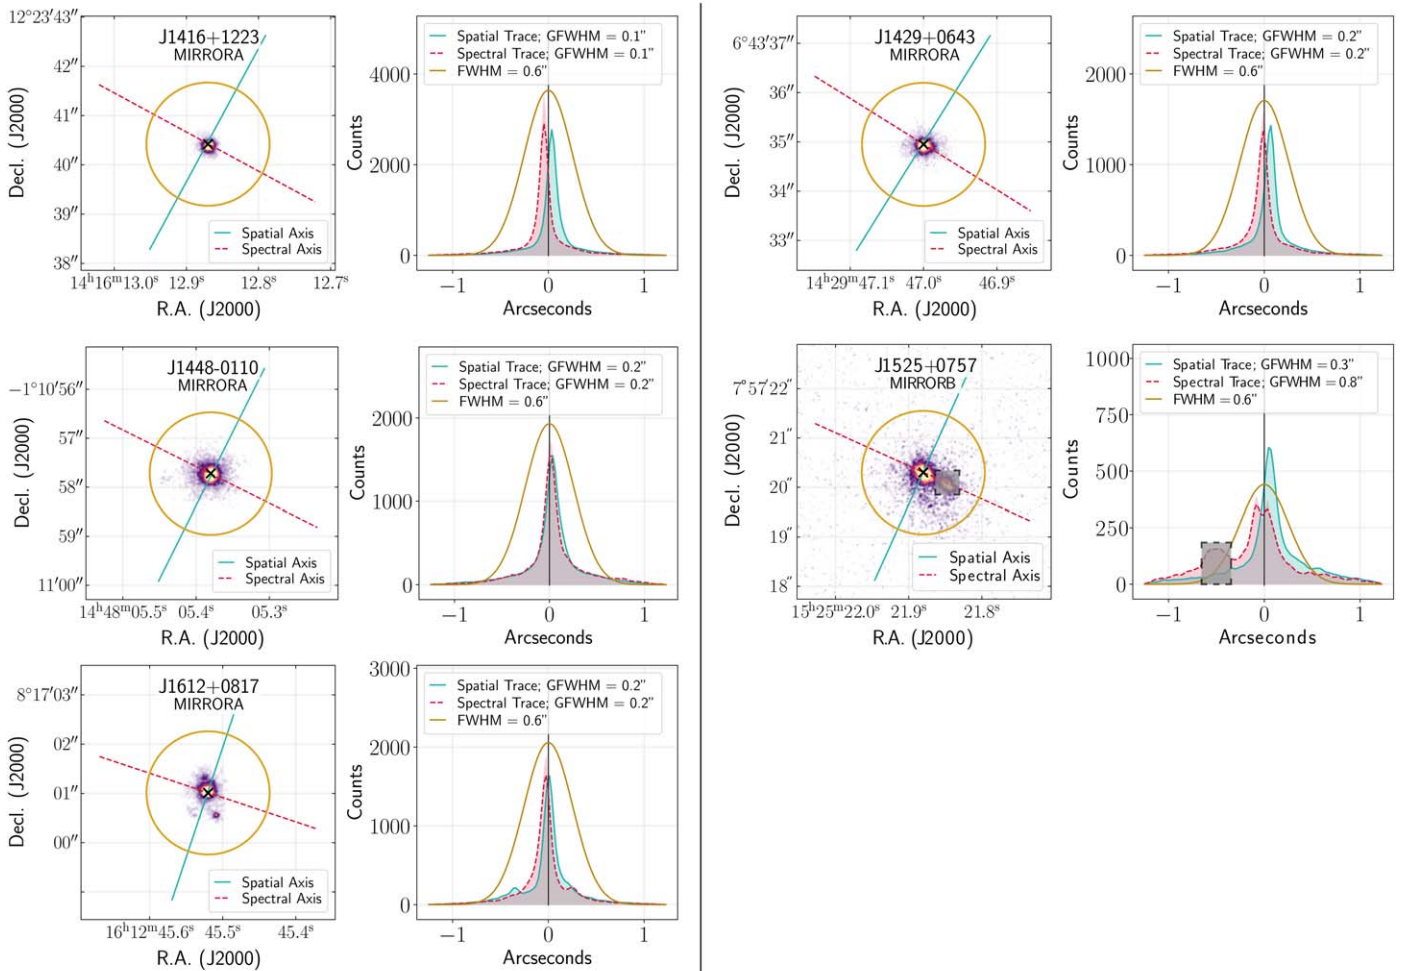 J1416+1223
MIRRORA
12°23′43″
42″
41″
40″
39″
38″
Decl. (J2000)
Spatial Axis
Spectral Axis
14ʰ16ᵐ13.0ˢ 12.9ˢ 12.8ˢ 12.7ˢ
R.A. (J2000)
Spatial Trace; GFWHM = 0.1"
Spectral Trace; GFWHM = 0.1"
FWHM = 0.6"
4000
2000
0
Counts
−1 0 1
Arcseconds
J1429+0643
MIRRORA
6°43′37″
36″
35″
34″
33″
Decl. (J2000)
Spatial Axis
Spectral Axis
14ʰ29ᵐ47.1ˢ 47.0ˢ 46.9ˢ
R.A. (J2000)
Spatial Trace; GFWHM = 0.2"
Spectral Trace; GFWHM = 0.2"
FWHM = 0.6"
2000
1000
0
Counts
−1 0 1
Arcseconds
J1448-0110
MIRRORA
−1°10′56″
57″
58″
59″
11′00″
Decl. (J2000)
Spatial Axis
Spectral Axis
14ʰ48ᵐ05.5ˢ 05.4ˢ 05.3ˢ
R.A. (J2000)
Spatial Trace; GFWHM = 0.2"
Spectral Trace; GFWHM = 0.2"
FWHM = 0.6"
2000
1000
0
Counts
−1 0 1
Arcseconds
J1525+0757
MIRRORB
7°57′22″
21″
20″
19″
18″
Decl. (J2000)
Spatial Axis
Spectral Axis
15ʰ25ᵐ22.0ˢ 21.9ˢ 21.8ˢ
R.A. (J2000)
Spatial Trace; GFWHM = 0.3"
Spectral Trace; GFWHM = 0.8"
FWHM = 0.6"
1000
750
500
250
0
Counts
−1 0 1
Arcseconds
J1612+0817
MIRRORA
8°17′03″
02″
01″
00″
Decl. (J2000)
Spatial Axis
Spectral Axis
16ʰ12ᵐ45.6ˢ 45.5ˢ 45.4ˢ
R.A. (J2000)
Spatial Trace; GFWHM = 0.2"
Spectral Trace; GFWHM = 0.2"
FWHM = 0.6"
3000
2000
1000
0
Counts
−1 0 1
Arcseconds